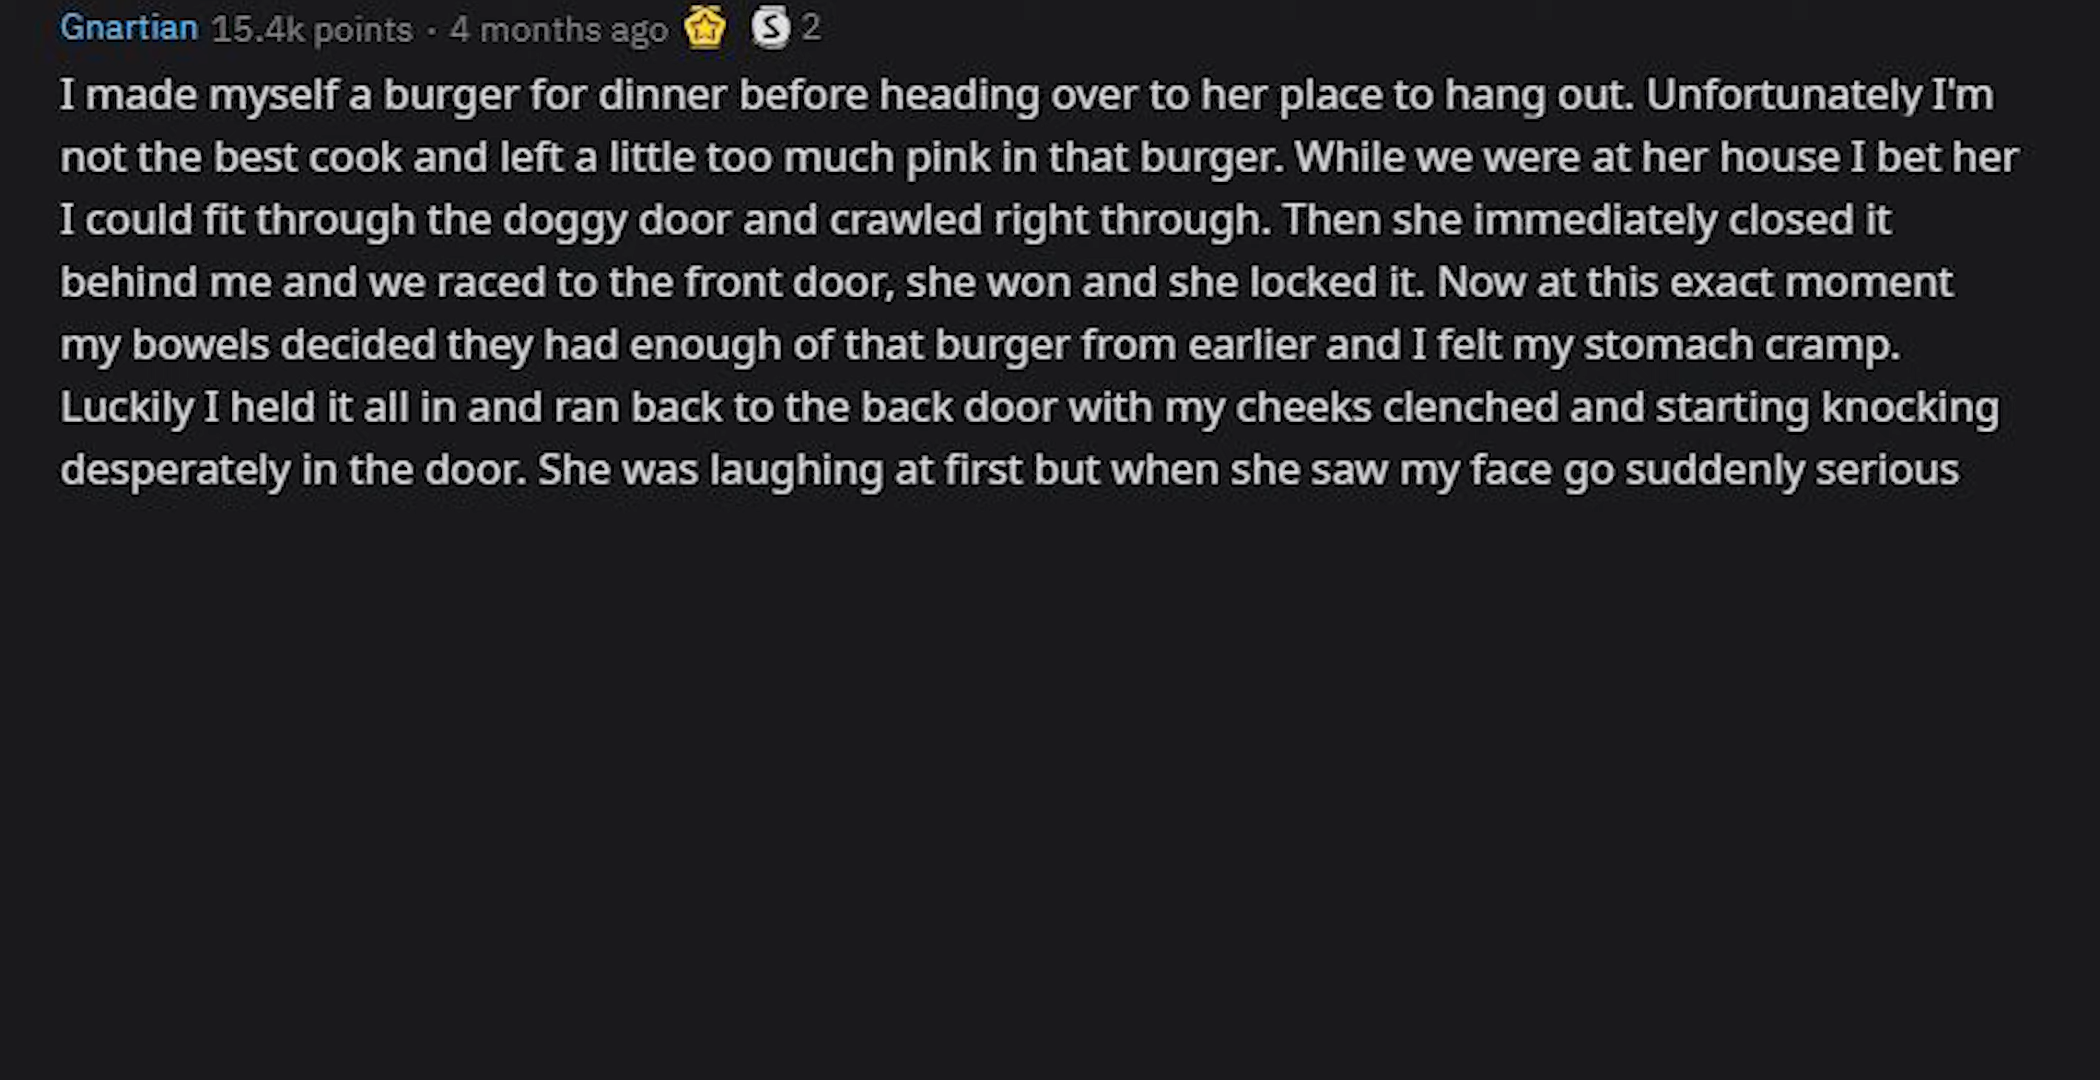 Gnartian 15.4k points · 4 months ago S 2
I made myself a burger for dinner before heading over to her place to hang out. Unfortunately I'm
not the best cook and left a little too much pink in that burger. While we were at her house I bet her
I could fit through the doggy door and crawled right through. Then she immediately closed it
behind me and we raced to the front door, she won and she locked it. Now at this exact moment
my bowels decided they had enough of that burger from earlier and I felt my stomach cramp.
Luckily I held it all in and ran back to the back door with my cheeks clenched and starting knocking
desperately in the door. She was laughing at first but when she saw my face go suddenly serious